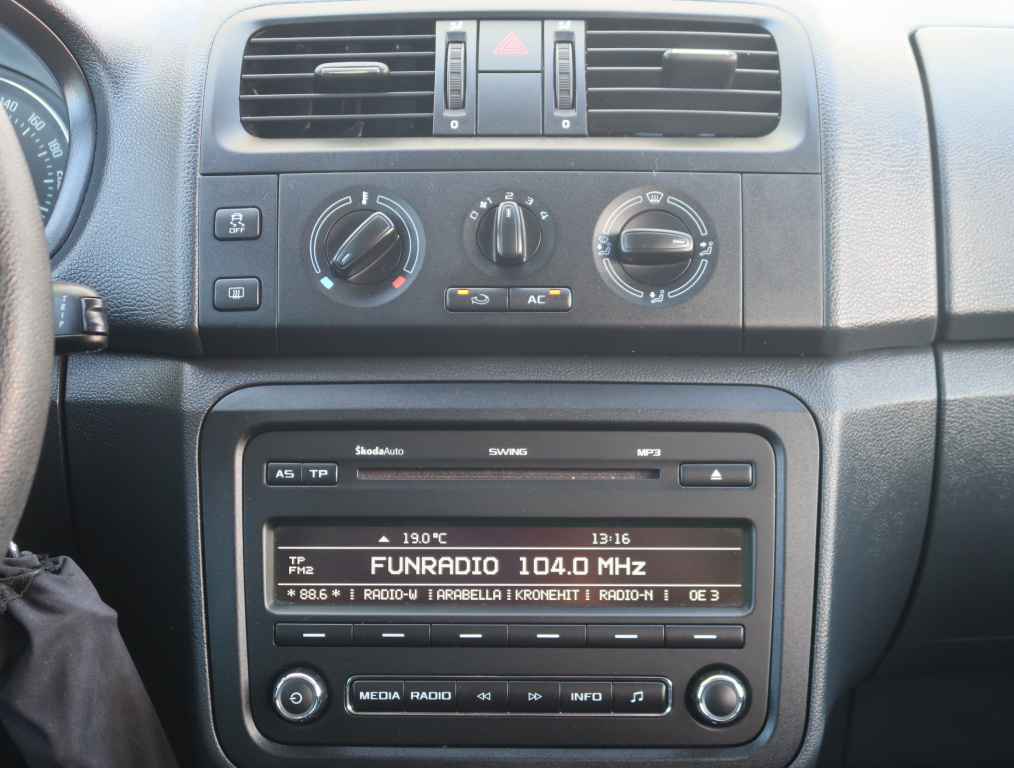 140
160
180
0
0
OFF
TRIP
0 1 2 3 4
AC
ŠkodaAuto SWING MP3
AS TP
19.0°C 13:16
TP
FM2
FUNRADIO 104.0 MHz
*88.6* RADIO-W ARABELLA KRONEHIT RADIO-N OE 3
MEDIA RADIO INFO